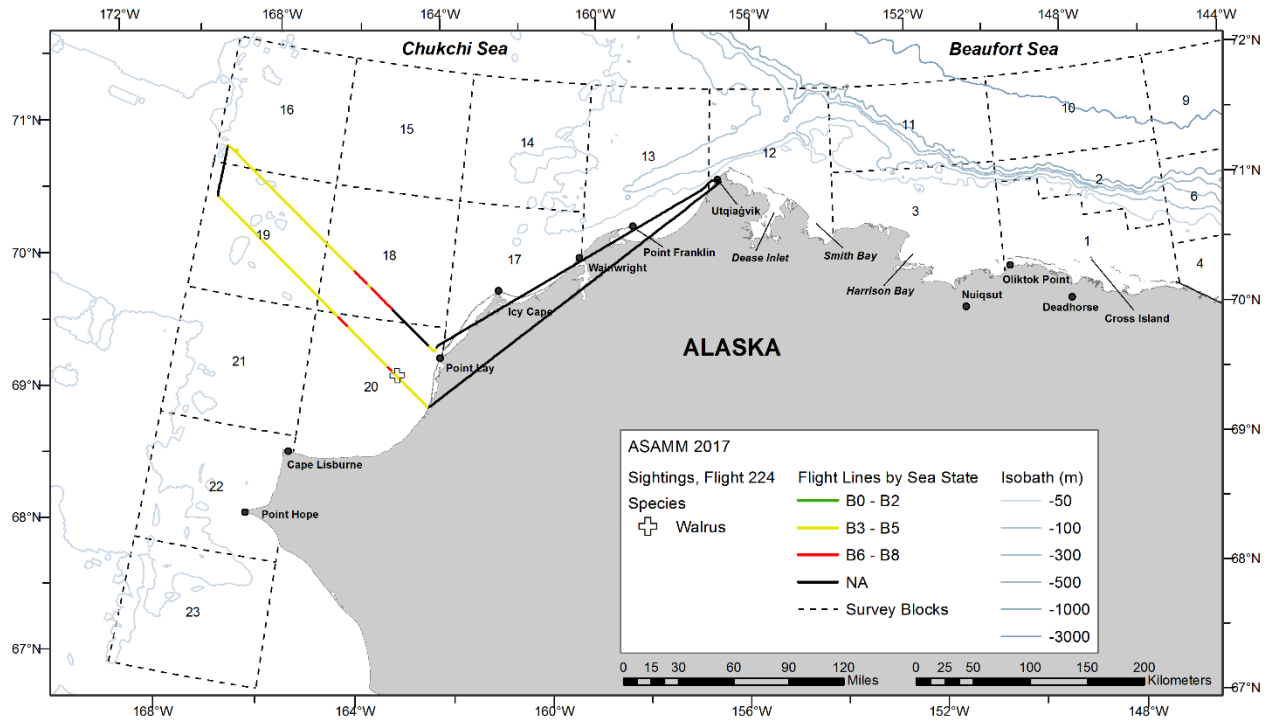 172°W 168°W 164°W 160°W 156°W 152°W 148°W 144°W
Chukchi Sea
Beaufort Sea
72°N
71°N
71°N
70°N
70°N
69°N
69°N
68°N
68°N
67°N
67°N
16
15
14
13
12
11
10
9
2
6
3
1
4
19
18
17
21
20
22
23
Utqiaġvik
Point Franklin
Wainwright
Dease Inlet
Smith Bay
Harrison Bay
Oliktok Point
Nuiqsut
Deadhorse
Cross Island
Icy Cape
Point Lay
ALASKA
Cape Lisburne
Point Hope
ASAMM 2017
Sightings, Flight 224
Species
Walrus
Flight Lines by Sea State
B0 - B2
B3 - B5
B6 - B8
NA
Survey Blocks
Isobath (m)
-50
-100
-300
-500
-1000
-3000
0 15 30 60 90 120
Miles
0 25 50 100 150 200
Kilometers
168°W 164°W 160°W 156°W 152°W 148°W